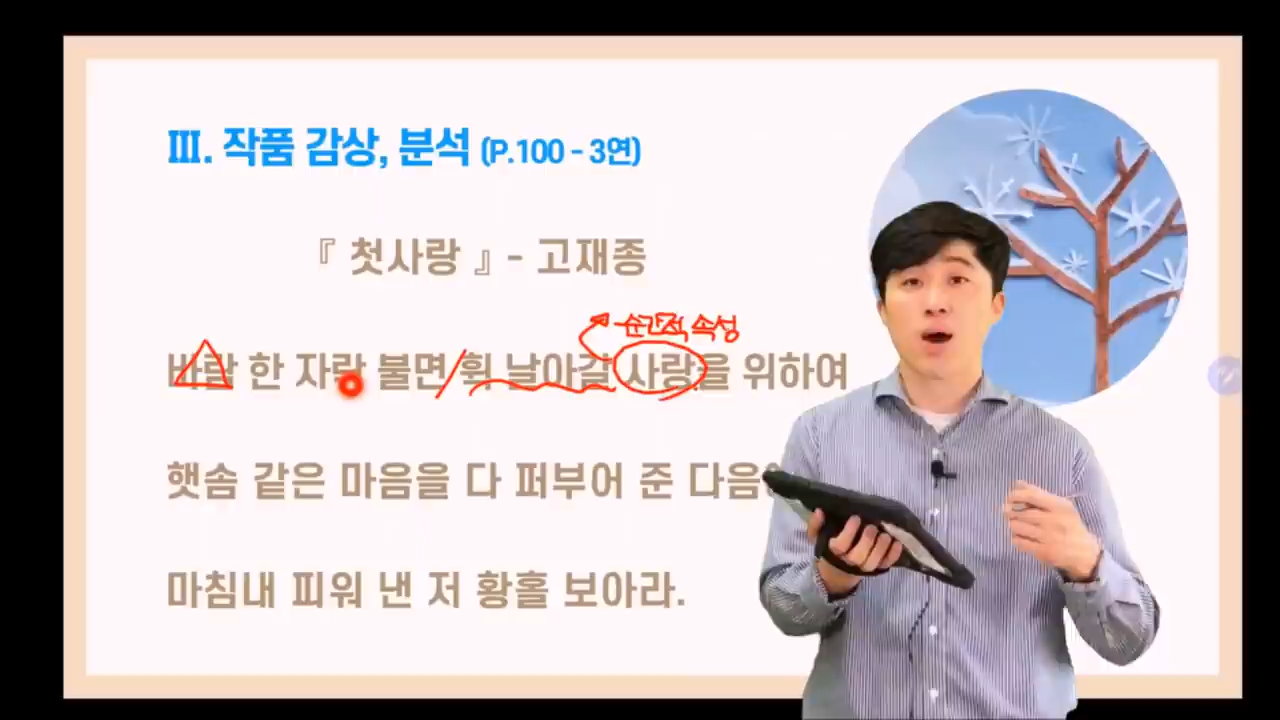 Ⅲ. 작품 감상, 분석 (P.100 - 3연)
『 첫사랑 』 - 고재종
순간적 속성
바람 한 자락 불면 휙 날아갈 사랑을 위하여
햇솜 같은 마음을 다 퍼부어 준 다음에
마침내 피워 낸 저 황홀 보아라.